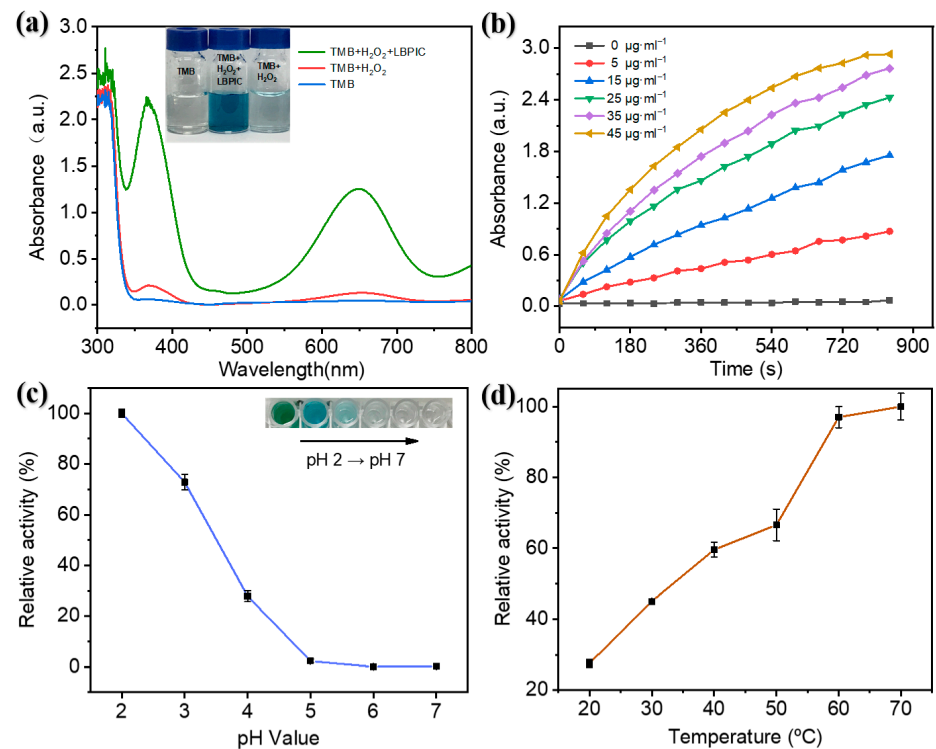 (a)
3.0
2.5
2.0
1.5
1.0
0.5
0.0
Absorbance (a.u.)
300 400 500 600 700 800
Wavelength(nm)
TMB
TMB+
H₂O₂+
LBPIC
TMB+
H₂O₂
TMB+H₂O₂+LBPIC
TMB+H₂O₂
TMB
(b)
3.0
2.4
1.8
1.2
0.6
0.0
Absorbance (a.u.)
0 180 360 540 720 900
Time (s)
0 μg·ml⁻¹
5 μg·ml⁻¹
15 μg·ml⁻¹
25 μg·ml⁻¹
35 μg·ml⁻¹
45 μg·ml⁻¹
(c)
100
80
60
40
20
0
Relative activity (%)
2 3 4 5 6 7
pH Value
pH 2 → pH 7
(d)
100
80
60
40
20
Relative activity (%)
20 30 40 50 60 70
Temperature (ºC)